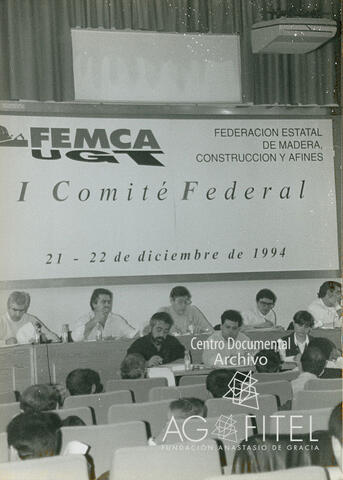 FEMCA
UGT
FEDERACION ESTATAL
DE MADERA,
CONSTRUCCION Y AFINES
I Comité Federal
21 - 22 de diciembre de 1994
Centro Documental
Archivo
AG FITEL
FUNDACIÓN ANASTASIO DE GRACIA